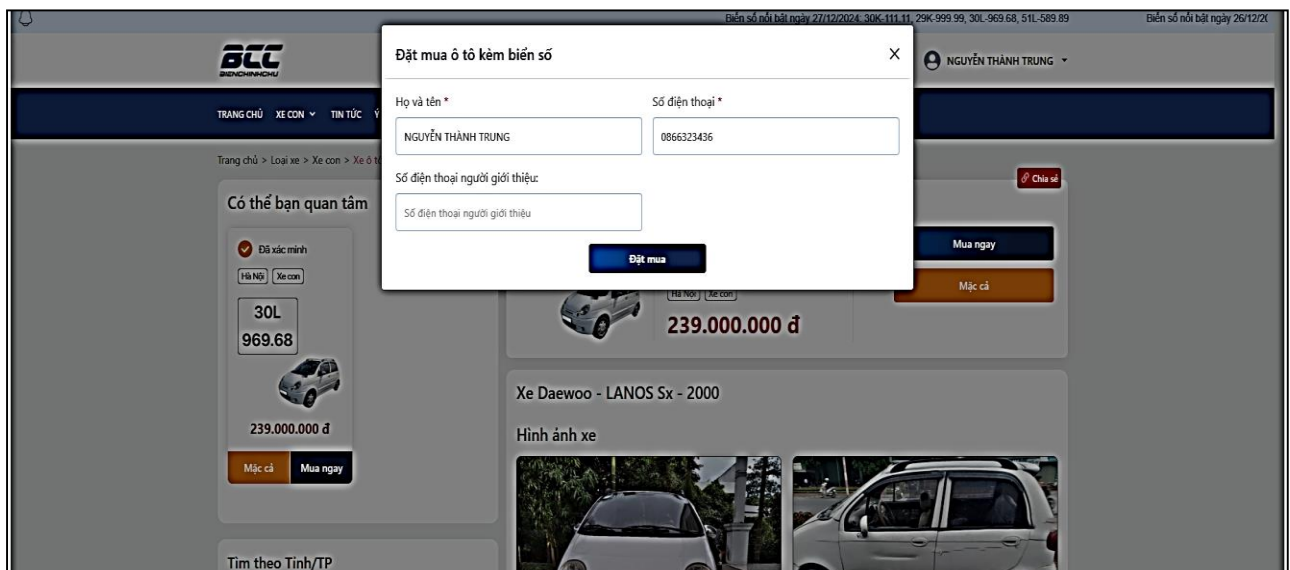 Biển số nổi bật ngày 27/12/2024: 30K-111.11, 29K-999.99, 30L-969.68, 51L-589.89 Biển số nổi bật ngày 26/12/2(
BCC
BIENCHINHCHU
NGUYỄN THÀNH TRUNG
TRANG CHỦ XE CON TIN TỨC Ý
Trang chủ > Loại xe > Xe con > Xe ô tô
Đặt mua ô tô kèm biển số X
Họ và tên * Số điện thoại *
NGUYỄN THÀNH TRUNG 0866323436
Số điện thoại người giới thiệu:
Số điện thoại người giới thiệu
Đặt mua
Chia sẻ
Mua ngay
Mặc cả
Hà Nội Xe con
239.000.000 đ
Có thể bạn quan tâm
Đã xác minh
Hà Nội Xe con
30L
969.68
239.000.000 đ
Mặc cả Mua ngay
Xe Daewoo - LANOS Sx - 2000
Hình ảnh xe
Tìm theo Tỉnh/TP